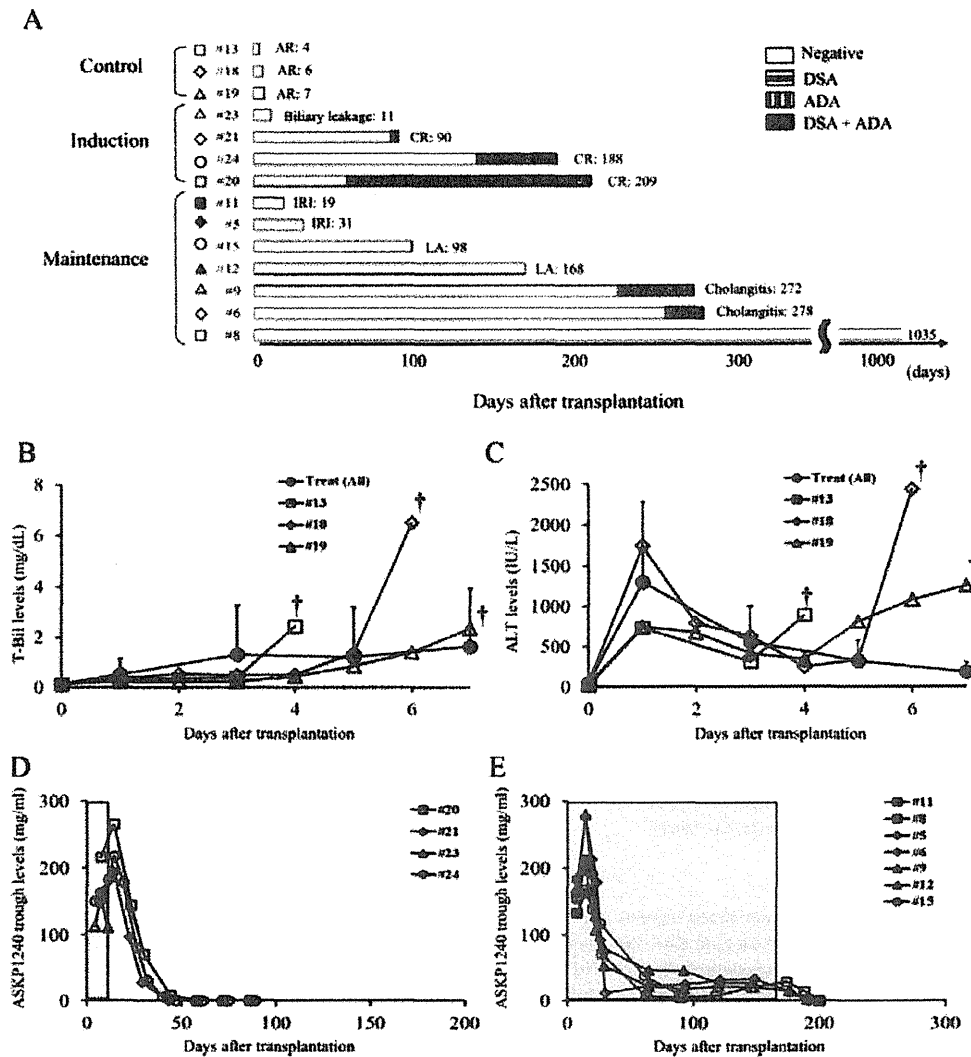 A
Control
#13 AR: 4
#18 AR: 6
#19 AR: 7
Induction
#23 Biliary leakage: 11
#21 CR: 90
#24 CR: 188
#20 CR: 209
Maintenance
#11 IRI: 19
#5 IRI: 31
#15 LA: 98
#12 LA: 168
#9 Cholangitis: 272
#6 Cholangitis: 278
#8 1035
Negative
DSA
ADA
DSA + ADA
0 100 200 300 1000
(days)
Days after transplantation
B
T-Bil levels (mg/dL)
8
6
4
2
0
0 2 4 6
Treat (All)
#13
#18
#19
† † †
Days after transplantation
C
ALT levels (IU/L)
2500
2000
1500
1000
500
0
0 2 4 6
Treat (All)
#13
#18
#19
† †
Days after transplantation
D
ASKP1240 trough levels (mg/ml)
300
200
100
0
0 50 100 150 200
#20
#21
#23
#24
Days after transplantation
E
ASKP1240 trough levels (mg/ml)
300
200
100
0
0 100 200 300
#11
#8
#5
#6
#9
#12
#15
Days after transplantation